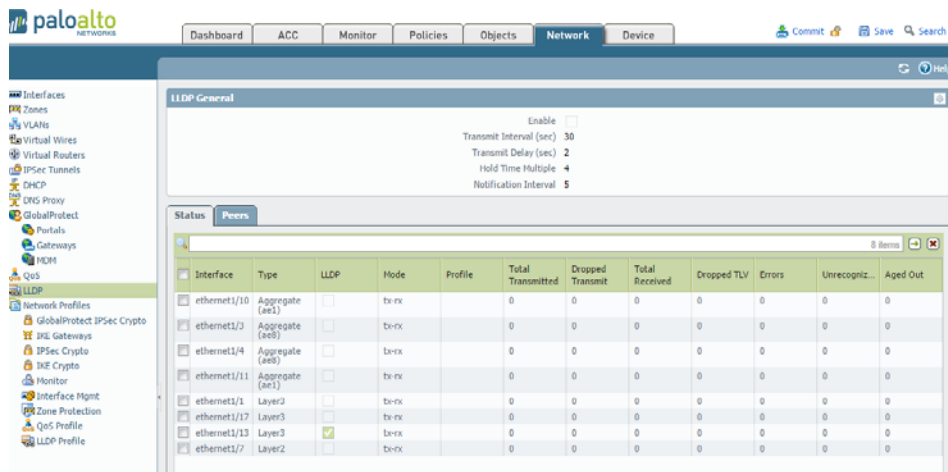 paloalto
NETWORKS
Dashboard ACC Monitor Policies Objects Network Device
Commit Save Search
Help
Interfaces
Zones
VLANs
Virtual Wires
Virtual Routers
IPSec Tunnels
DHCP
DNS Proxy
GlobalProtect
Portals
Gateways
MDM
QoS
LLDP
Network Profiles
GlobalProtect IPSec Crypto
IKE Gateways
IPSec Crypto
IKE Crypto
Monitor
Interface Mgmt
Zone Protection
QoS Profile
LLDP Profile
LLDP General
Enable
Transmit Interval (sec) 30
Transmit Delay (sec) 2
Hold Time Multiple 4
Notification Interval 5
Status Peers
8 items
Interface Type LLDP Mode Profile Total Transmitted Dropped Transmit Total Received Dropped TLV Errors Unrecogniz... Aged Out
ethernet1/10 Aggregate (ae1) tx-rx 0 0 0 0 0 0 0
ethernet1/3 Aggregate (ae8) tx-rx 0 0 0 0 0 0 0
ethernet1/4 Aggregate (ae8) tx-rx 0 0 0 0 0 0 0
ethernet1/11 Aggregate (ae1) tx-rx 0 0 0 0 0 0 0
ethernet1/1 Layer3 tx-rx 0 0 0 0 0 0 0
ethernet1/17 Layer3 tx-rx 0 0 0 0 0 0 0
ethernet1/13 Layer3 tx-rx 0 0 0 0 0 0 0
ethernet1/7 Layer2 tx-rx 0 0 0 0 0 0 0